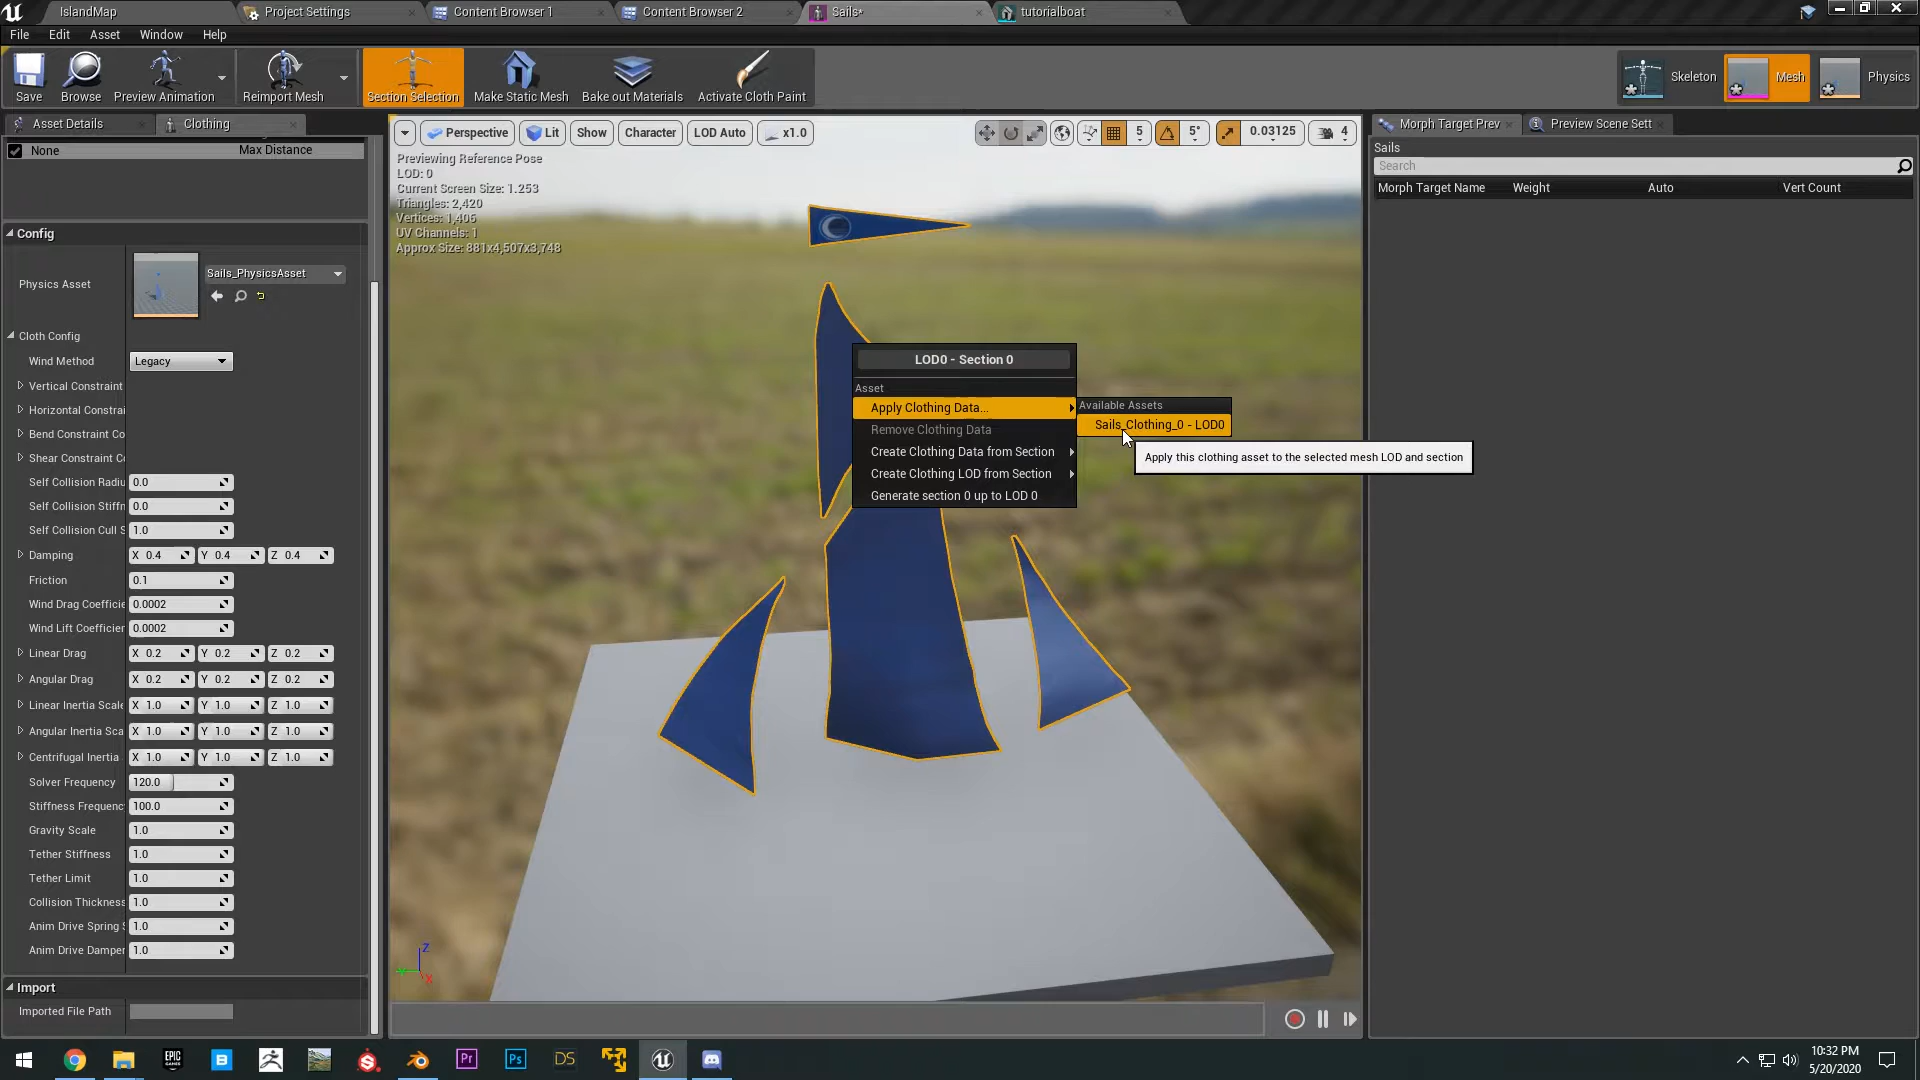 IslandMap
Project Settings
Content Browser 1
Content Browser 2
Sails*
tutorialboat
File Edit Asset Window Help
Save
Browse
Preview Animation
Reimport Mesh
Section Selection
Make Static Mesh
Bake out Materials
Activate Cloth Paint
Skeleton
Mesh
Physics
Asset Details
Clothing
None Max Distance
Config
Physics Asset
Sails_PhysicsAsset
Cloth Config
Wind Method Legacy
Vertical Constraint
Horizontal Constrai
Bend Constraint Co
Shear Constraint Co
Self Collision Radiu 0.0
Self Collision Stiffn 0.0
Self Collision Cull S 1.0
Damping X 0.4 Y 0.4 Z 0.4
Friction 0.1
Wind Drag Coefficie 0.0002
Wind Lift Coefficien 0.0002
Linear Drag X 0.2 Y 0.2 Z 0.2
Angular Drag X 0.2 Y 0.2 Z 0.2
Linear Inertia Scale X 1.0 Y 1.0 Z 1.0
Angular Inertia Sca X 1.0 Y 1.0 Z 1.0
Centrifugal Inertia X 1.0 Y 1.0 Z 1.0
Solver Frequency 120.0
Stiffness Frequenc 100.0
Gravity Scale 1.0
Tether Stiffness 1.0
Tether Limit 1.0
Collision Thickness 1.0
Anim Drive Spring S 1.0
Anim Drive Damper 1.0
Import
Imported File Path
Perspective Lit Show Character LOD Auto x1.0
5 5° 0.03125 4
Previewing Reference Pose
LOD: 0
Current Screen Size: 1.253
Triangles: 2,420
Vertices: 1,406
UV Channels: 1
Approx Size: 881x4,507x3,748
LOD0 - Section 0
Asset
Apply Clothing Data...
Remove Clothing Data
Create Clothing Data from Section
Create Clothing LOD from Section
Generate section 0 up to LOD 0
Available Assets
Sails_Clothing_0 - LOD0
Apply this clothing asset to the selected mesh LOD and section
Z
X
Morph Target Prev
Preview Scene Sett
Sails
Search
Morph Target Name Weight Auto Vert Count
EPIC
GAMES
B
S
Pr
Ps
DS
10:32 PM
5/20/2020